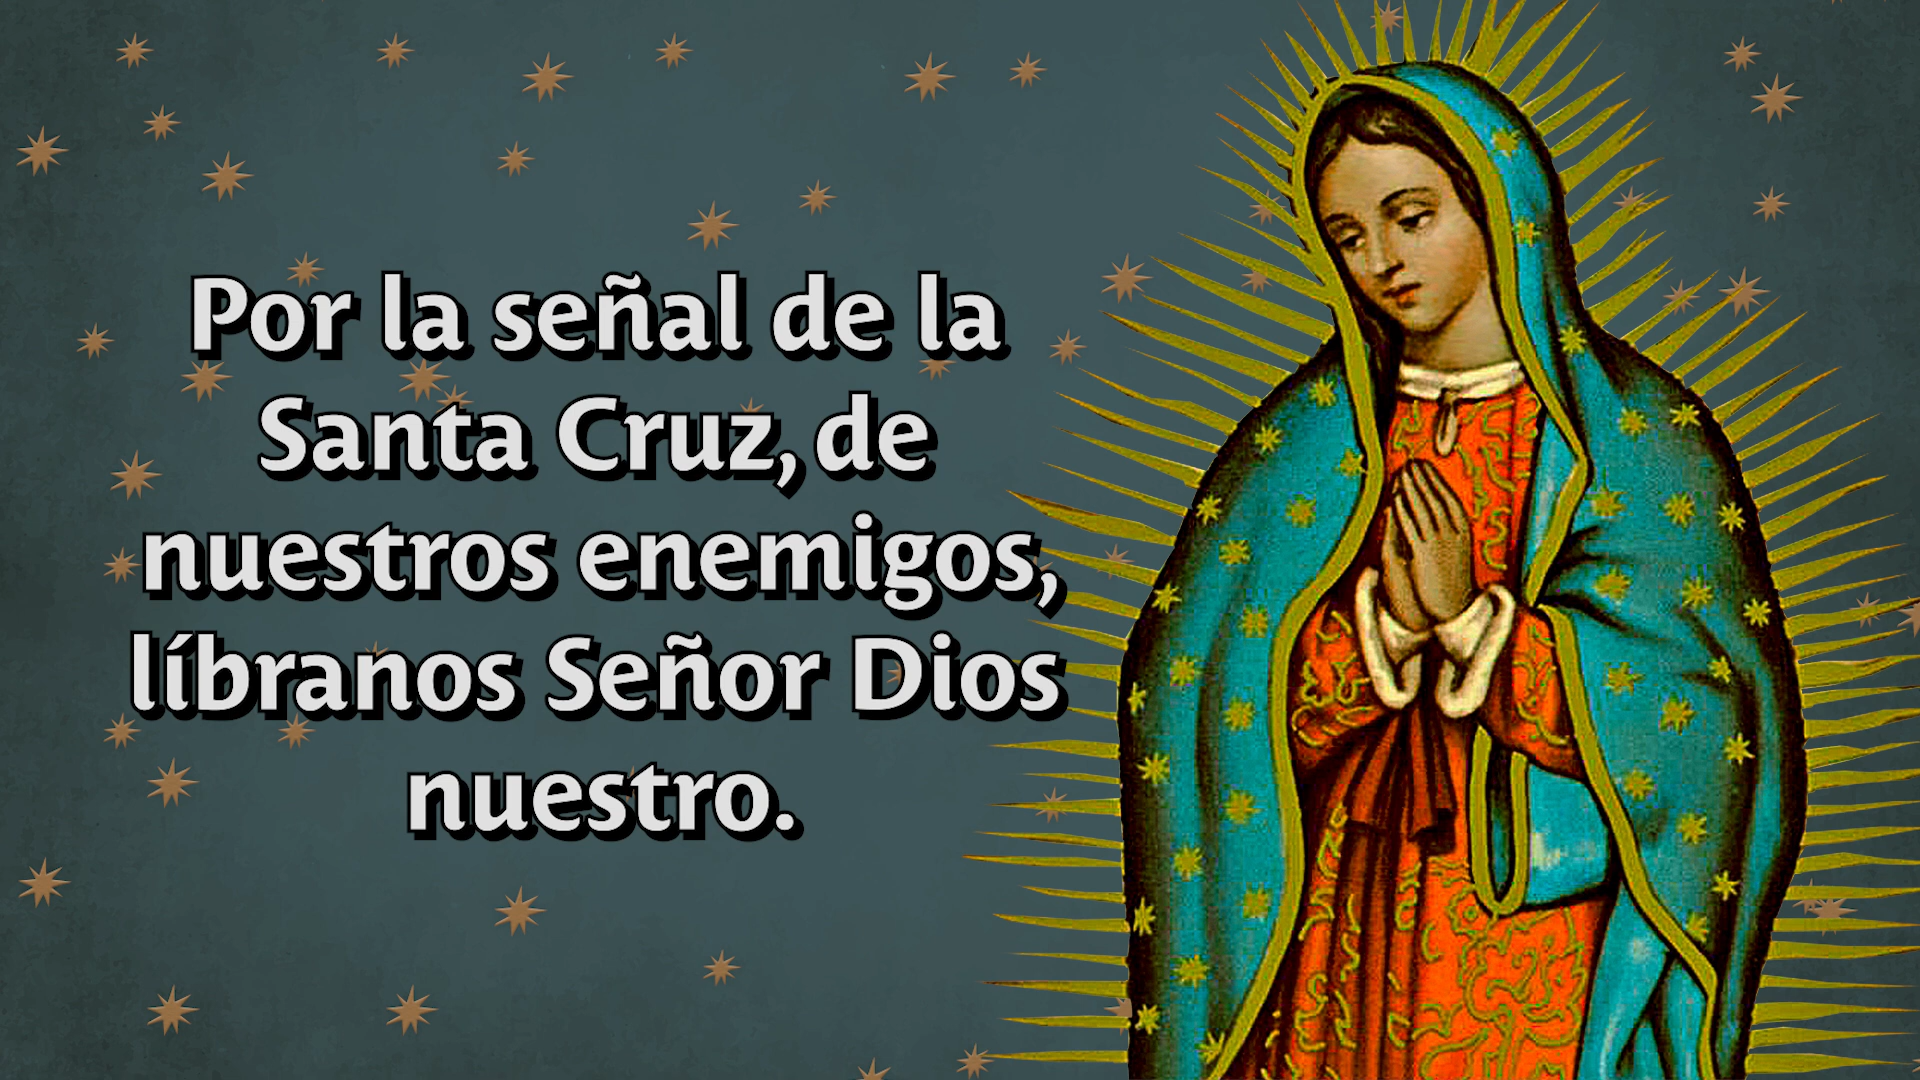 Por la señal de la
Santa Cruz, de
nuestros enemigos,
líbranos Señor Dios
nuestro.